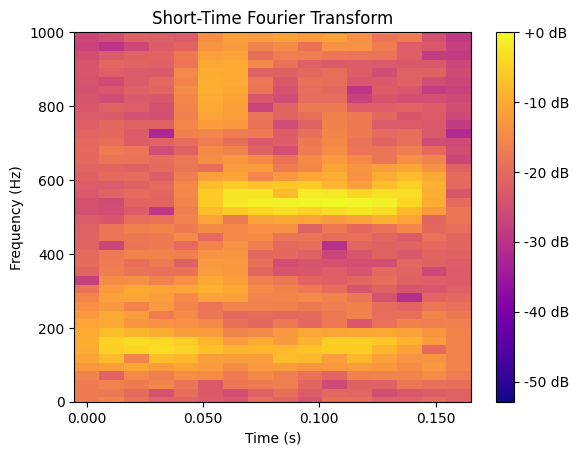 Short-Time Fourier Transform
1000
800
600
400
200
0
Frequency (Hz)
0.000
0.050
0.100
0.150
Time (s)
+0 dB
-10 dB
-20 dB
-30 dB
-40 dB
-50 dB